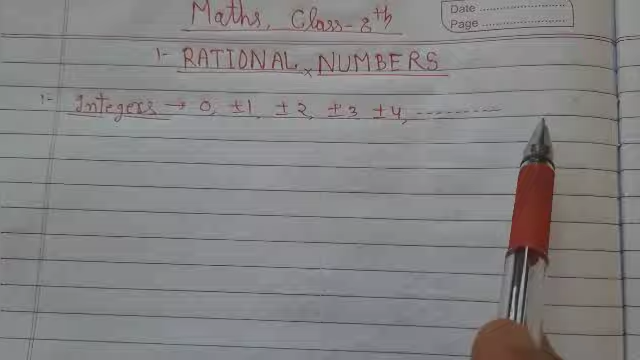 Maths, Class-8th
Date ..................
Page ..................
1- RATIONAL NUMBERS
1- Integers → 0, ±1, ±2, ±3 ±4, ----------